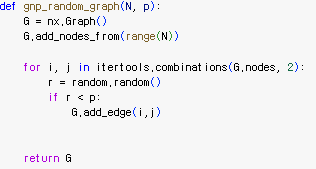 def gnp_random_graph(N, p):
    G = nx.Graph()
    G.add_nodes_from(range(N))
    for i, j in itertools.combinations(G.nodes, 2):
        r = random.random()
        if r < p:
            G.add_edge(i,j)
    return G